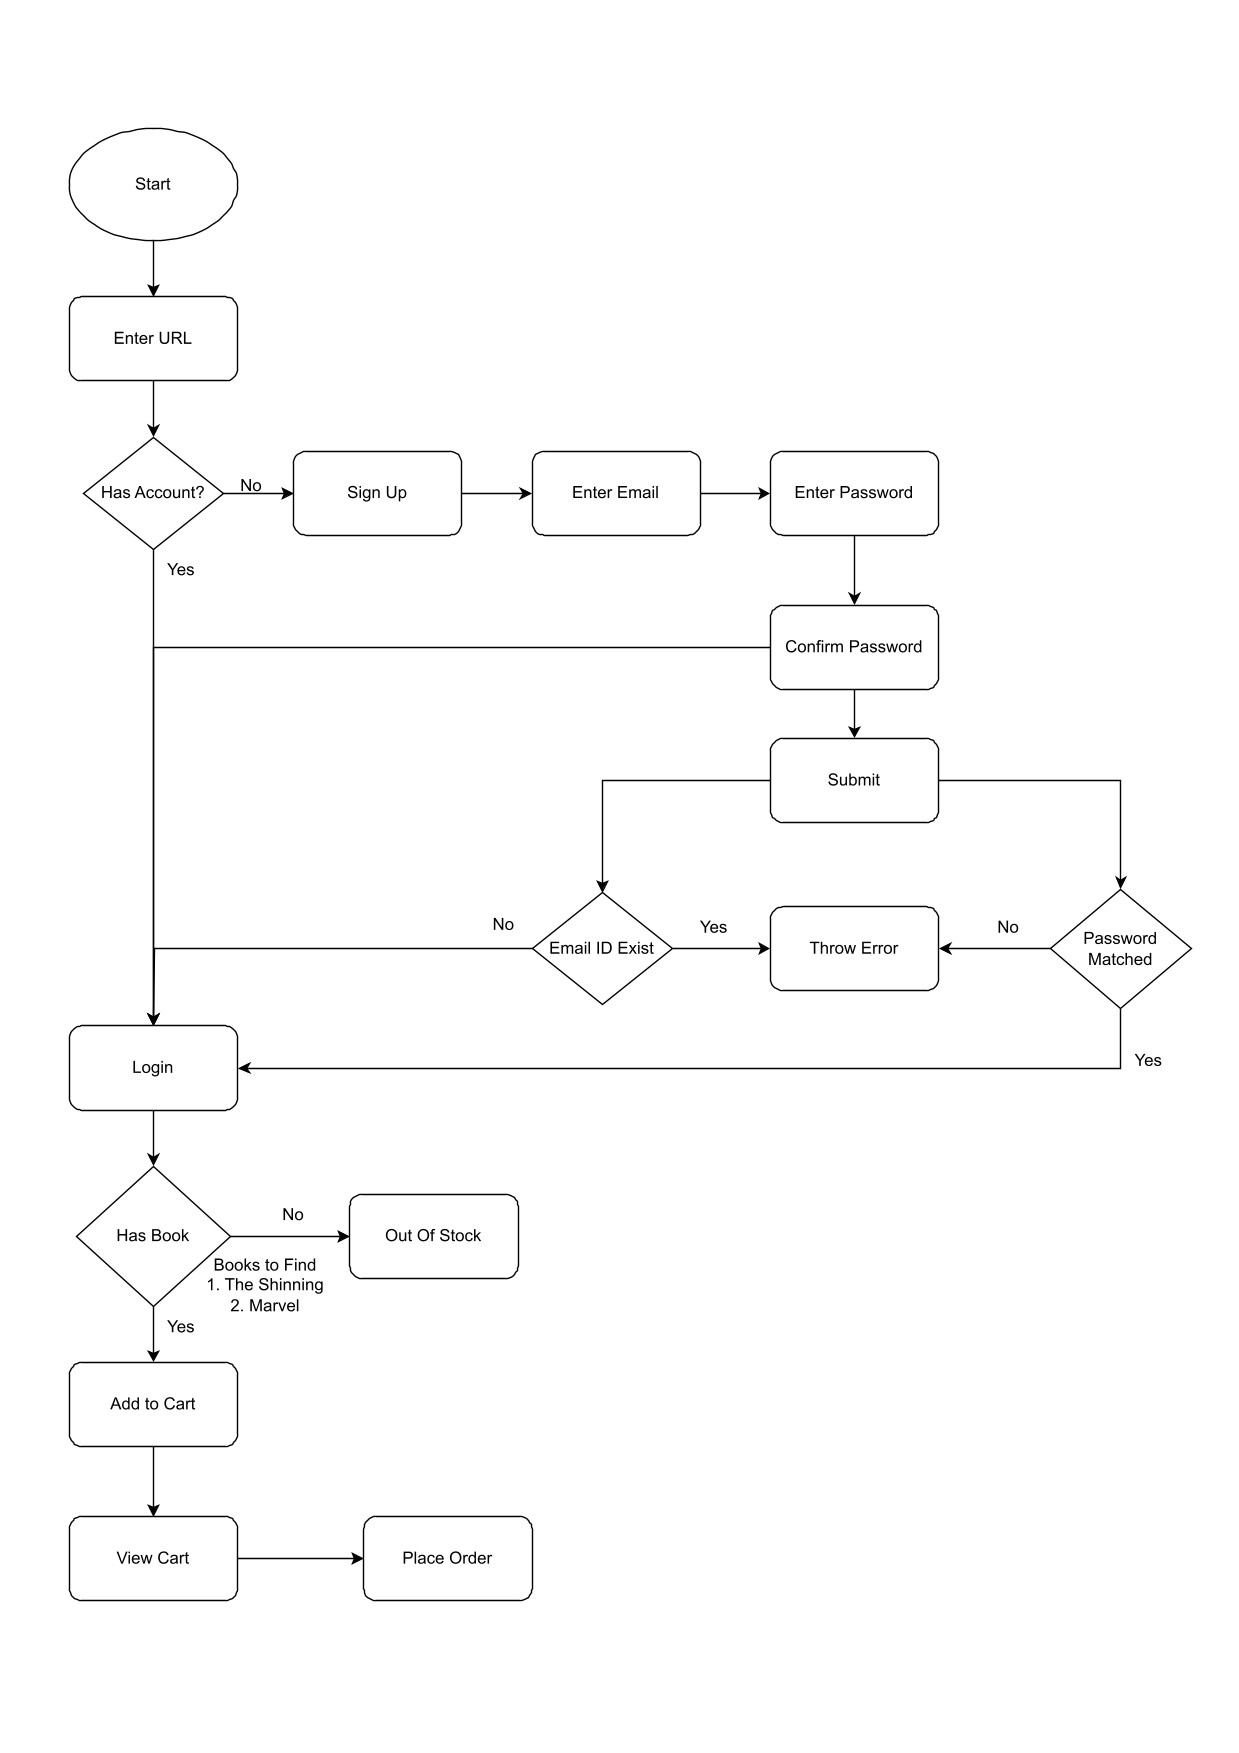 Start
Enter URL
Has Account?
No
Sign Up
Enter Email
Enter Password
Yes
Confirm Password
Submit
No
Email ID Exist
Yes
Throw Error
No
Password
Matched
Yes
Login
Has Book
No
Out Of Stock
Books to Find
1. The Shinning
2. Marvel
Yes
Add to Cart
View Cart
Place Order